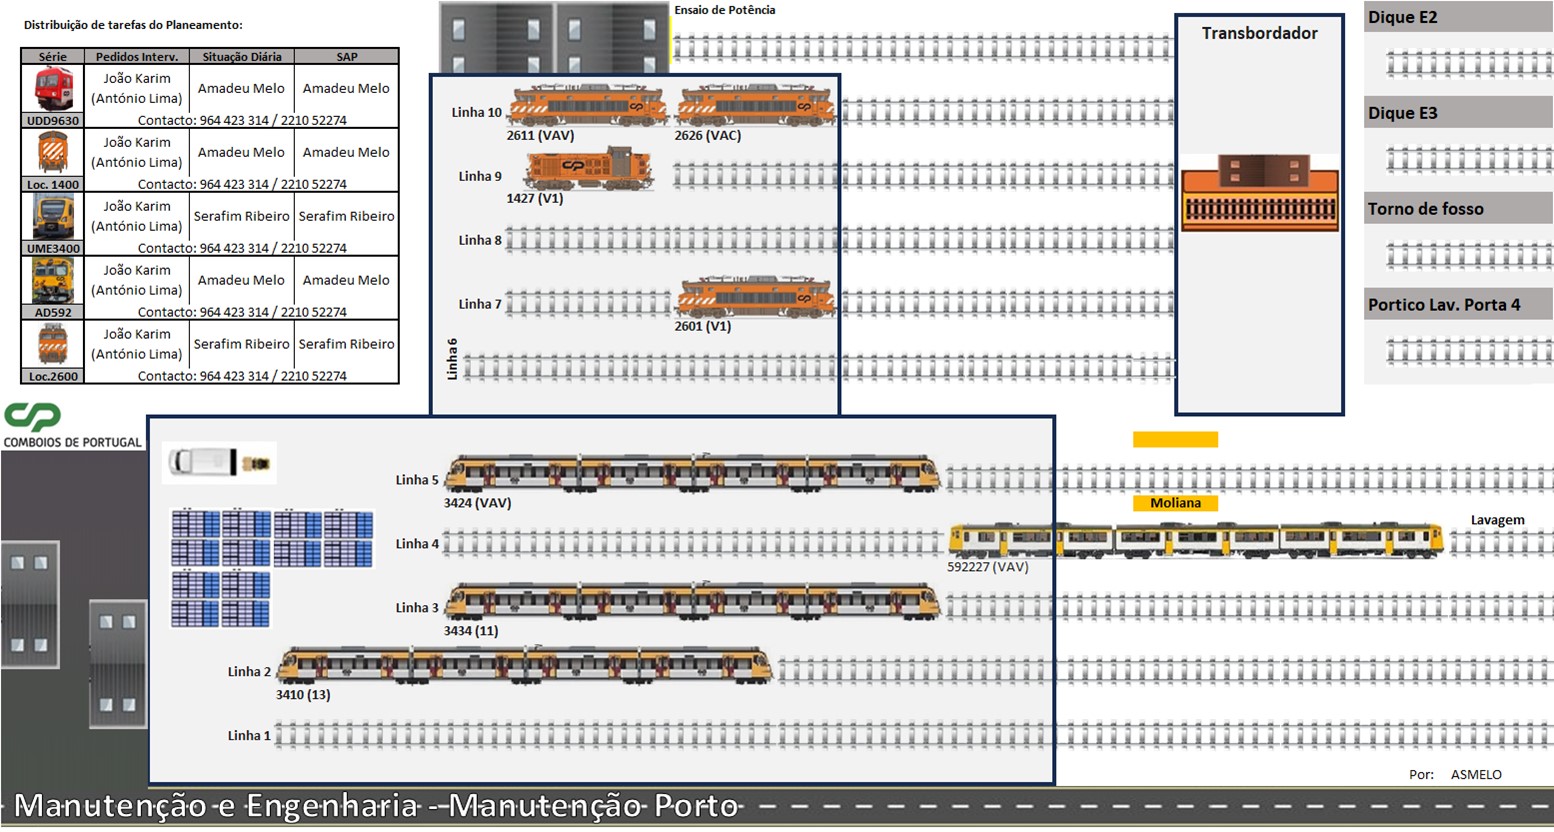 Distribuição de tarefas do Planeamento:
Série Pedidos Interv. Situação Diária SAP
João Karim
(António Lima) Amadeu Melo Amadeu Melo
UDD9630 Contacto: 964 423 314 / 2210 52274
João Karim
(António Lima) Amadeu Melo Amadeu Melo
Loc. 1400 Contacto: 964 423 314 / 2210 52274
João Karim
(António Lima) Serafim Ribeiro Serafim Ribeiro
UME3400 Contacto: 964 423 314 / 2210 52274
João Karim
(António Lima) Amadeu Melo Amadeu Melo
AD592 Contacto: 964 423 314 / 2210 52274
João Karim
(António Lima) Serafim Ribeiro Serafim Ribeiro
Loc.2600 Contacto: 964 423 314 / 2210 52274
CP
COMBOIOS DE PORTUGAL
Ensaio de Potência
Linha 10
2611 (VAV) 2626 (VAC)
Linha 9
1427 (V1)
Linha 8
Linha 7
2601 (V1)
Linha 6
Transbordador
Dique E2
Dique E3
Torno de fosso
Portico Lav. Porta 4
Linha 5
3424 (VAV)
Moliana
Linha 4
592227 (VAV)
Lavagem
Linha 3
3434 (11)
Linha 2
3410 (13)
Linha 1
Por: ASMELO
Manutenção e Engenharia - Manutenção Porto